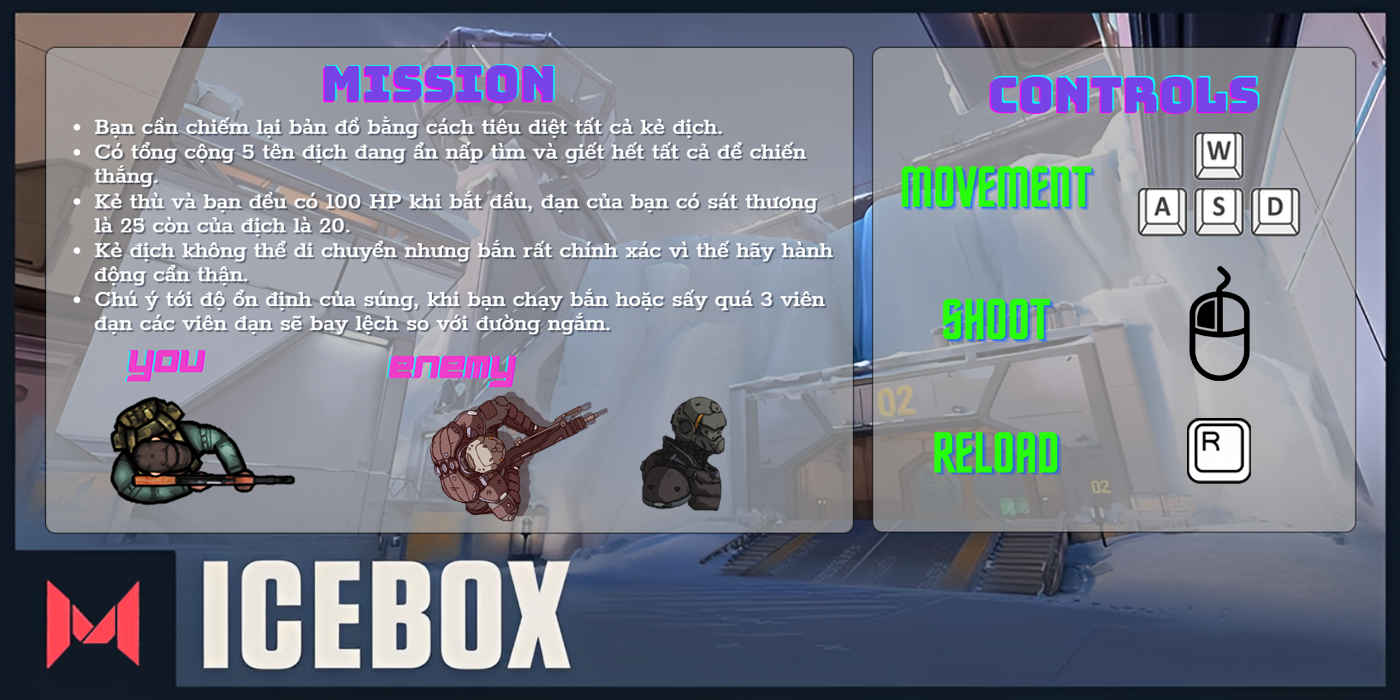 MISSION
• Bạn cần chiếm lại bản đồ bằng cách tiêu diệt tất cả kẻ địch.
• Có tổng cộng 5 tên địch đang ẩn nấp tìm và giết hết tất cả để chiến
thắng.
• Kẻ thù và bạn đều có 100 HP khi bắt đầu, đạn của bạn có sát thương
là 25 còn của địch là 20.
• Kẻ địch không thể di chuyển nhưng bắn rất chính xác vì thế hãy hành
động cẩn thận.
• Chú ý tới độ ổn định của súng, khi bạn chạy bắn hoặc sấy quá 3 viên
đạn các viên đạn sẽ bay lệch so với đường ngắm.
you
enemy
CONTROLS
MOVEMENT
W
A S D
SHOOT
RELOAD
R
02
02
ICEBOX